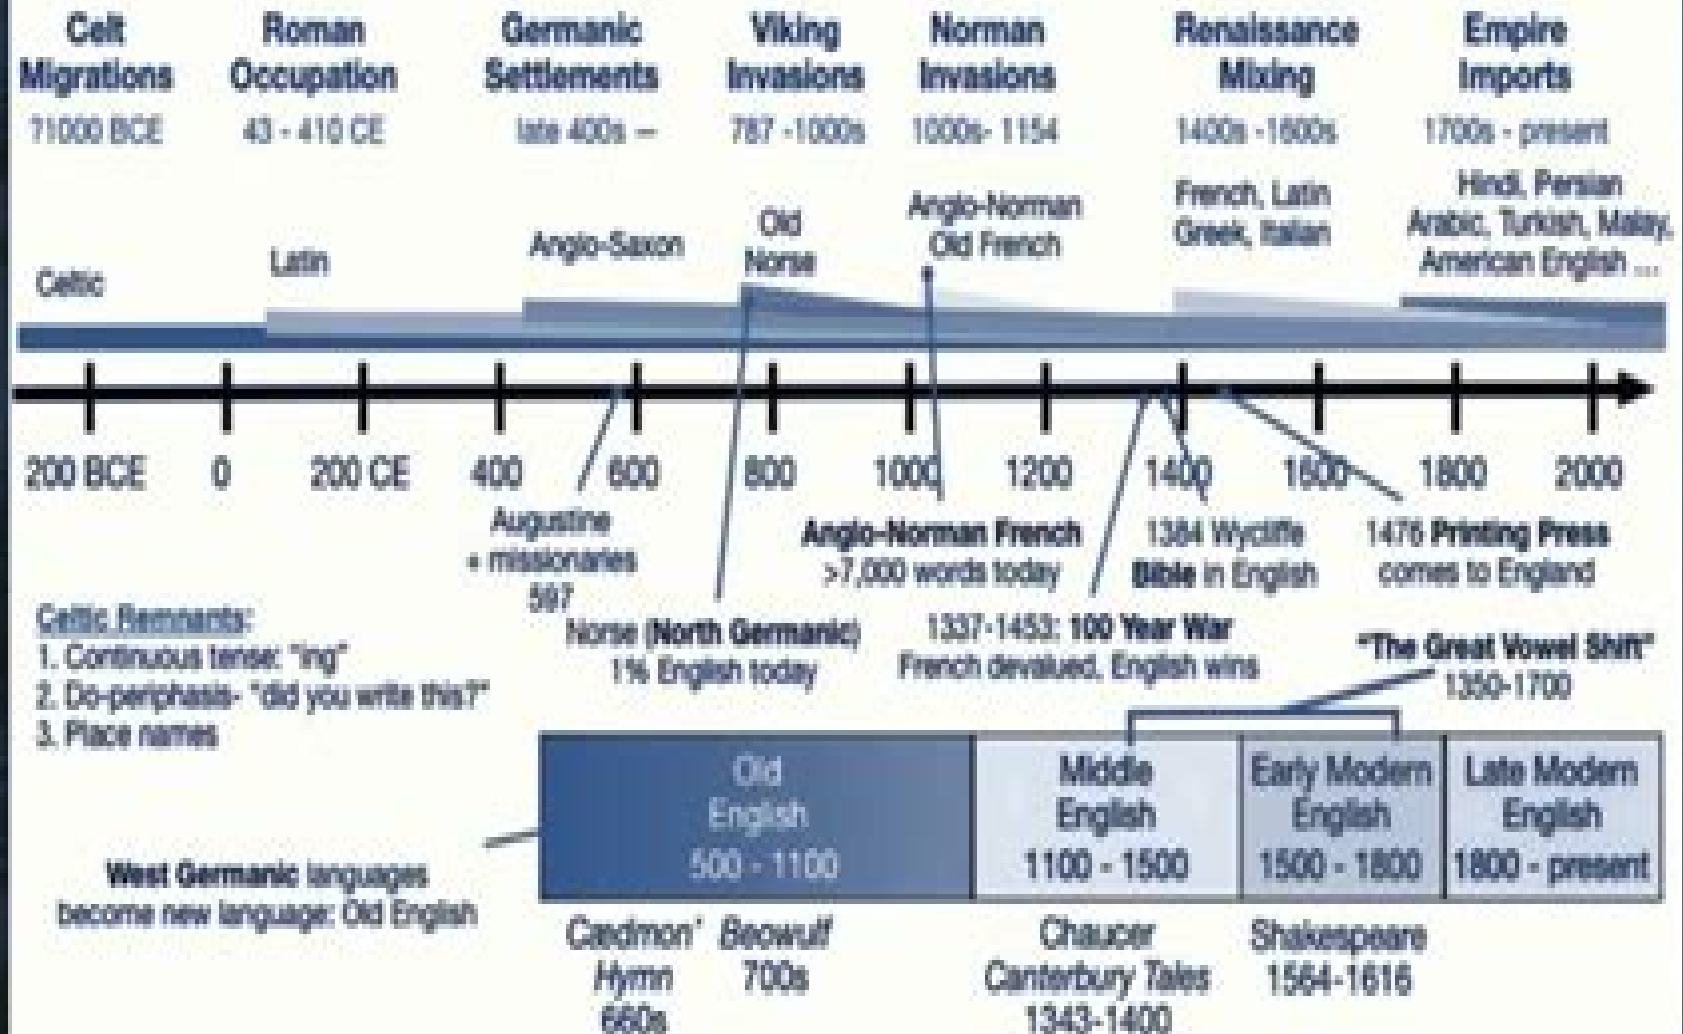 Celt
Migrations
71000 BCE
Roman
Occupation
43 - 410 CE
Germanic
Settlements
late 400s –
Viking
Invasions
787 -1000s
Norman
Invasions
1000s- 1154
Renaissance
Mixing
1400s -1600s
Empire
Imports
1700s - present
Celtic
Latin
Anglo-Saxon
Old
Norse
Anglo-Norman
Old French
French, Latin
Greek, Italian
Hindi, Persian
Arabic, Turkish, Malay,
American English ...
200 BCE 0 200 CE 400 600 800 1000 1200 1400 1600 1800 2000
Augustine
+ missionaries
597
Norse (North Germanic)
1% English today
Anglo-Norman French
>7,000 words today
1337-1453: 100 Year War
French devalued, English wins
1384 Wycliffe
Bible in English
1476 Printing Press
comes to England
"The Great Vowel Shift"
1350-1700
Celtic Remnants:
1. Continuous tense: "ing"
2. Do-periphasis- "did you write this?"
3. Place names
West Germanic languages
become new language: Old English
Old
English
500 - 1100
Middle
English
1100 - 1500
Early Modern
English
1500 - 1800
Late Modern
English
1800 - present
Cædmon'
Hymn
660s
Beowulf
700s
Chaucer
Canterbury Tales
1343-1400
Shakespeare
1564-1616